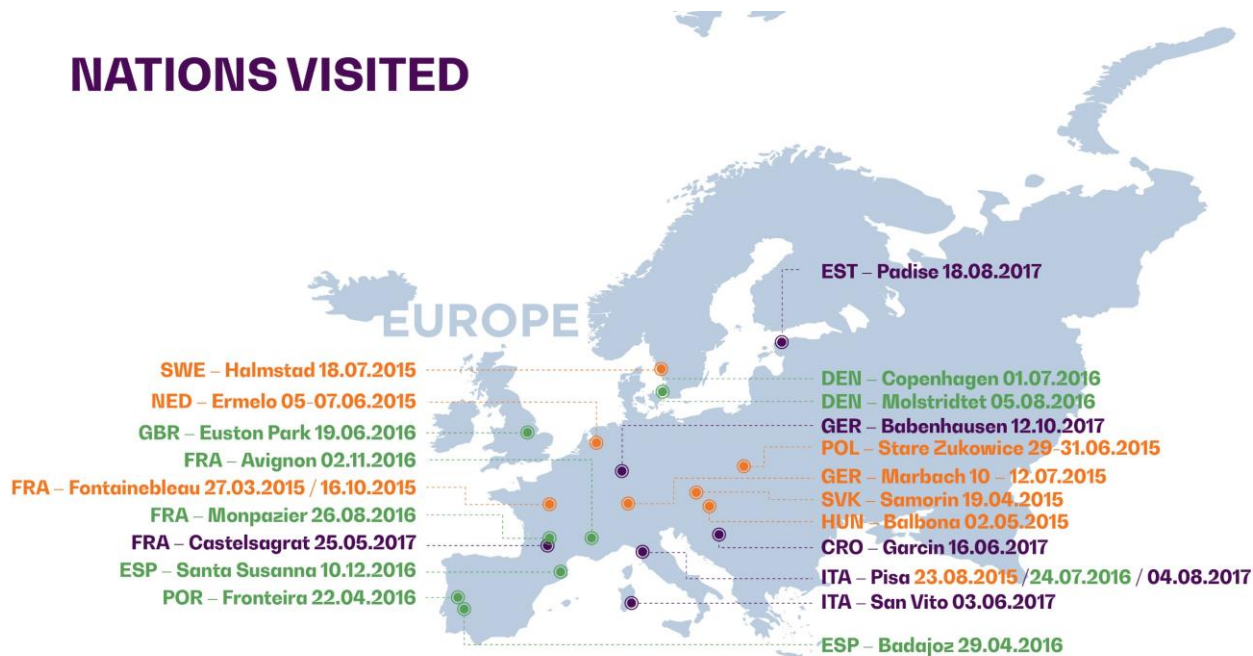 NATIONS VISITED
EUROPE
SWE – Halmstad 18.07.2015
NED – Ermelo 05-07.06.2015
GBR – Euston Park 19.06.2016
FRA – Avignon 02.11.2016
FRA – Fontainebleau 27.03.2015 / 16.10.2015
FRA – Monpazier 26.08.2016
FRA – Castelsagrat 25.05.2017
ESP – Santa Susanna 10.12.2016
POR – Fronteira 22.04.2016
EST – Padise 18.08.2017
DEN – Copenhagen 01.07.2016
DEN – Molstridtet 05.08.2016
GER – Babenhausen 12.10.2017
POL – Stare Zukowice 29-31.06.2015
GER – Marbach 10 – 12.07.2015
SVK – Samorin 19.04.2015
HUN – Balbona 02.05.2015
CRO – Garcin 16.06.2017
ITA – Pisa 23.08.2015 /24.07.2016 / 04.08.2017
ITA – San Vito 03.06.2017
ESP – Badajoz 29.04.2016